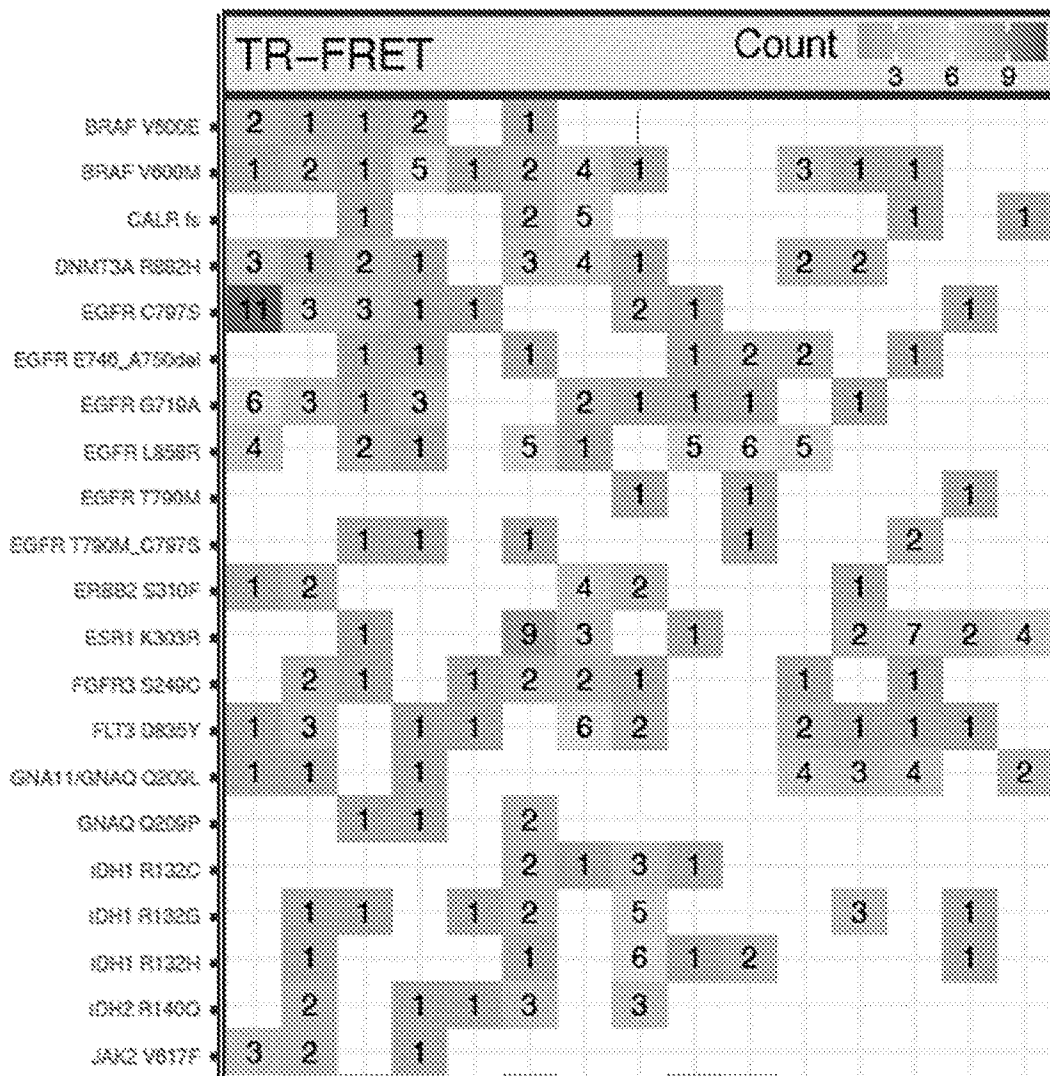 TR-FRET Count
3 6 9
BRAF V600E 2 1 1 2 1
BRAF V600M 1 2 1 5 1 2 4 1 3 1 1
CALR fs 1 2 5 1 1
DNMT3A R882H 3 1 2 1 3 4 1 2 2
EGFR C797S 11 3 3 1 1 2 1 1
EGFR E746_A750del 1 1 1 1 2 2 1
EGFR G719A 6 3 1 3 2 1 1 1 1
EGFR L858R 4 2 1 5 1 5 6 5
EGFR T790M 1 1 1
EGFR T790M_C797S 1 1 1 1 2
ERBB2 S310F 1 2 4 2 1
ESR1 K303R 1 9 3 1 2 7 2 4
FGFR3 S249C 2 1 1 2 2 1 1 1
FLT3 D835Y 1 3 1 1 6 2 2 1 1 1
GNA11/GNAQ Q209L 1 1 1 4 3 4 2
GNAQ Q209P 1 1 2
IDH1 R132C 2 1 3 1
IDH1 R132G 1 1 1 2 5 3 1
IDH1 R132H 1 1 6 1 2 1
IDH2 R140Q 2 1 1 3 3
JAK2 V617F 3 2 1